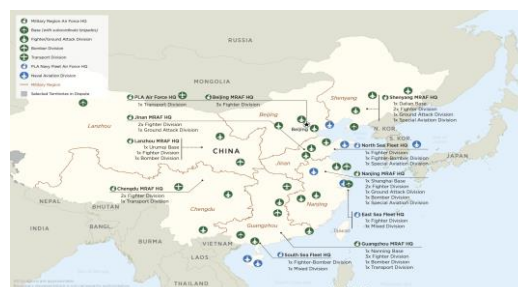 Military Region Air Force HQ
Base (with subordinate brigades)
Fighter/Ground Attack Division
Bomber Division
Transport Division
PLA Navy Fleet Air Force HQ
Naval Aviation Division
Military Region
Selected Territories in Dispute
RUSSIA
MONGOLIA
PLA Air Force HQ
1x Transport Division
Beijing MRAF HQ
3x Fighter Division
Shenyang
Shenyang MRAF HQ
1x Dalian Base
2x Fighter Division
1x Ground Attack Division
1x Special Aviation Division
Lanzhou
Beijing
Jinan MRAF HQ
2x Fighter Division
1x Ground Attack Division
Beijing
N. KOR.
Lanzhou MRAF HQ
1x Urumqi Base
1x Fighter Division
1x Bomber Division
CHINA
S. KOR.
North Sea Fleet HQ
1x Fighter Division
1x Fighter-Bomber Division
1x Special Aviation Division
JAPAN
Jinan
Nanjing MRAF HQ
1x Shanghai Base
2x Fighter Division
1x Ground Attack Division
1x Bomber Division
1x Special Aviation Division
Chengdu MRAF HQ
2x Fighter Division
1x Transport Division
NEPAL
BHUTAN
Chengdu
Nanjing
East Sea Fleet HQ
1x Fighter Division
1x Mixed Division
INDIA
BANG.
Guangzhou
Taiwan
BURMA
VIETNAM
LAOS
South Sea Fleet HQ
1x Fighter-Bomber Division
1x Mixed Division
Guangzhou MRAF HQ
1x Nanning Base
3x Fighter Division
1x Bomber Division
1x Transport Division
THAILAND